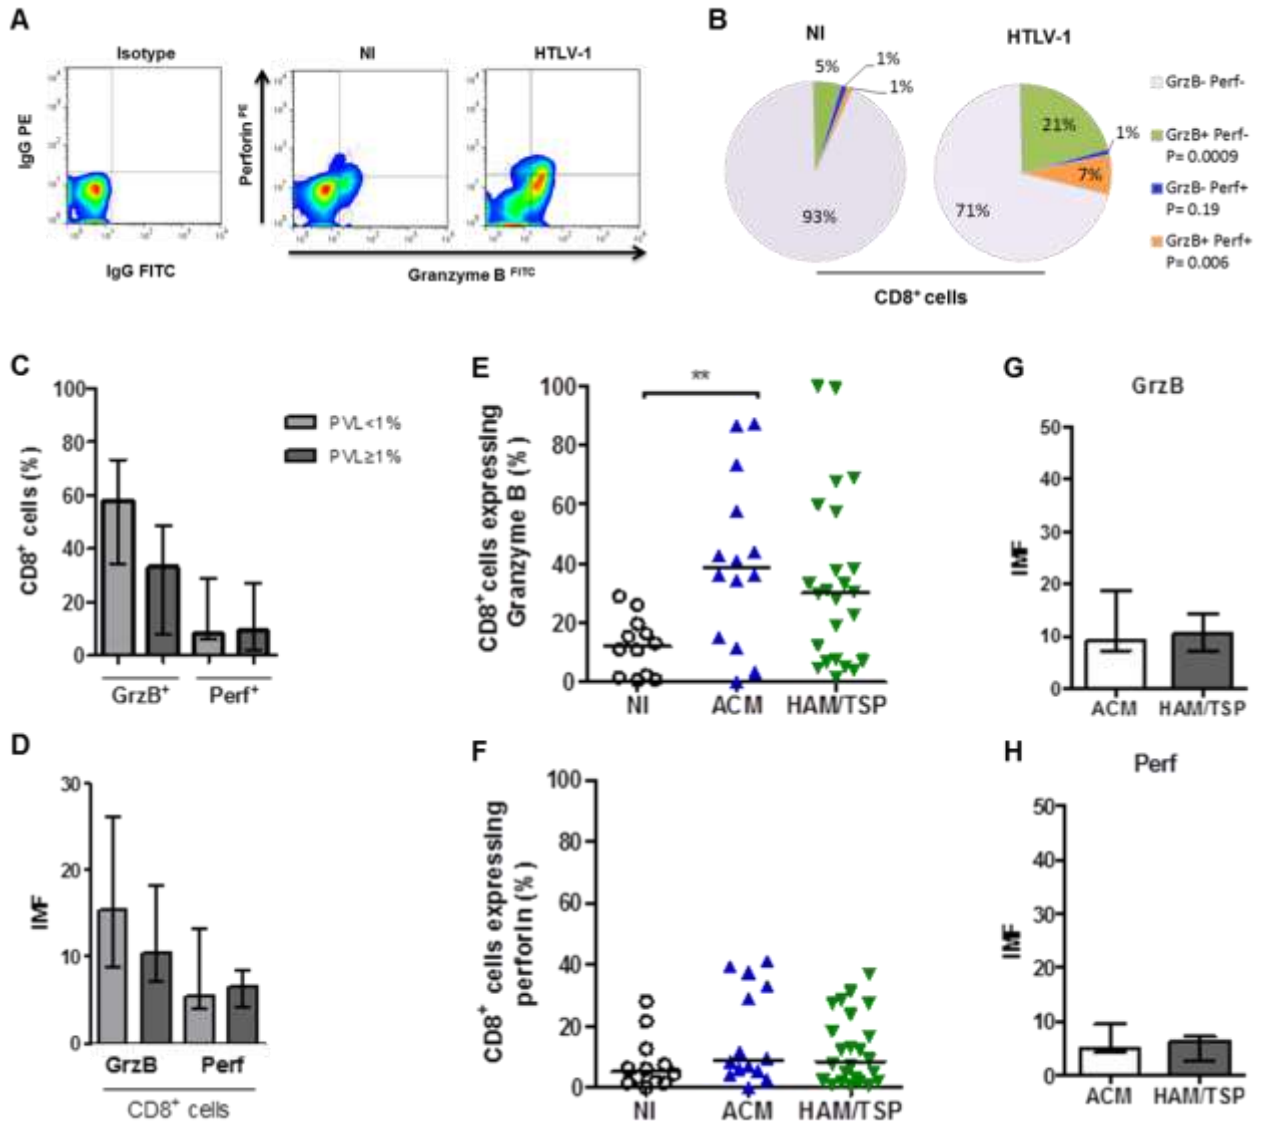 A
Isotype
NI
HTLV-1
IgG PE
Perforin PE
IgG FITC
Granzyme B FITC
B
NI
HTLV-1
5%
1%
1%
93%
21%
1%
7%
71%
GrzB- Perf-
GrzB+ Perf-
P= 0.0009
GrzB- Perf+
P= 0.19
GrzB+ Perf+
P= 0.006
CD8+ cells
C
CD8+ cells (%)
100
80
60
40
20
0
PVL<1%
PVL≥1%
GrzB+
Perf+
D
IMF
30
20
10
0
GrzB
Perf
CD8+ cells
E
CD8+ cells expressing
Granzyme B (%)
100
80
60
40
20
0
**
NI
ACM
HAM/TSP
F
CD8+ cells expressing
perforin (%)
100
80
60
40
20
0
NI
ACM
HAM/TSP
G
GrzB
IMF
50
40
30
20
10
0
ACM
HAM/TSP
H
Perf
IMF
50
40
30
20
10
0
ACM
HAM/TSP